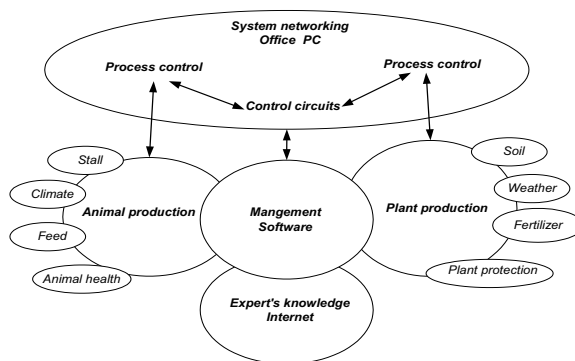 System networking
Office PC
Process control
Process control
Control circuits
Stall
Climate
Feed
Animal health
Animal production
Mangement
Software
Plant production
Soil
Weather
Fertilizer
Plant protection
Expert's knowledge
Internet